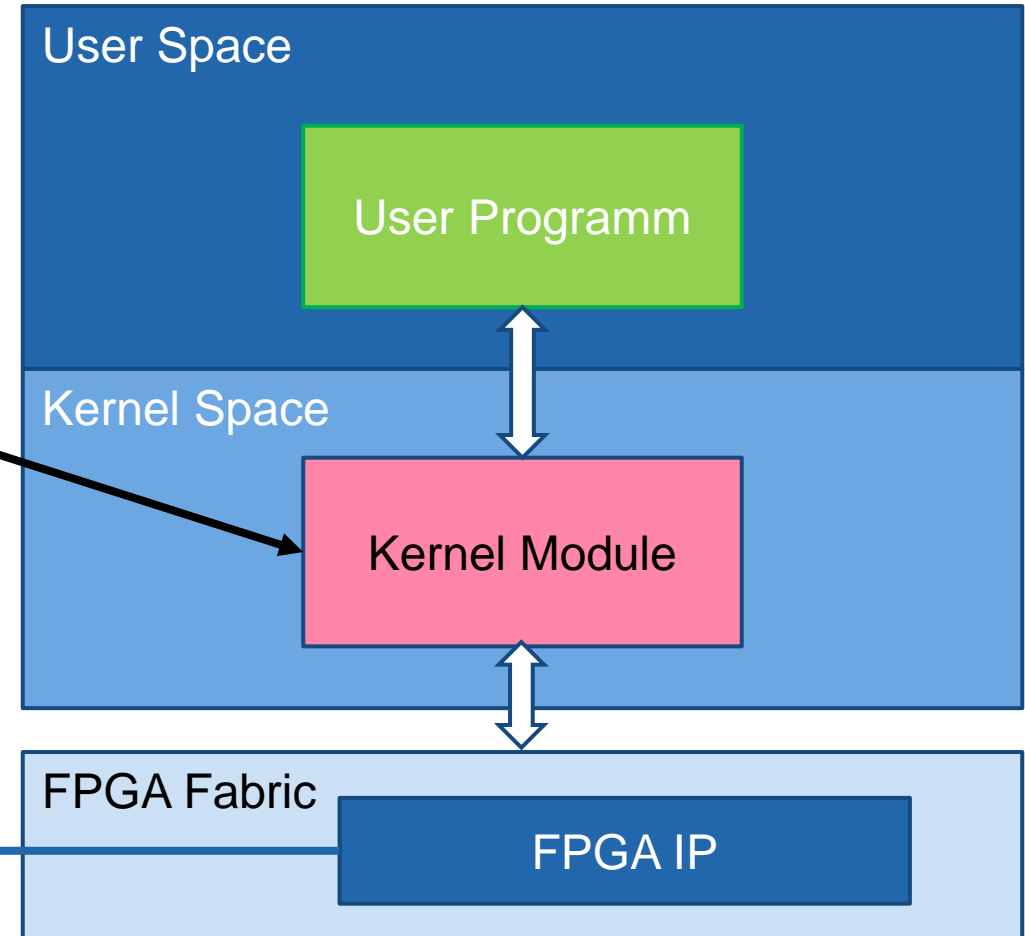 User Space
User Programm
Kernel Space
Kernel Module
FPGA Fabric
FPGA IP